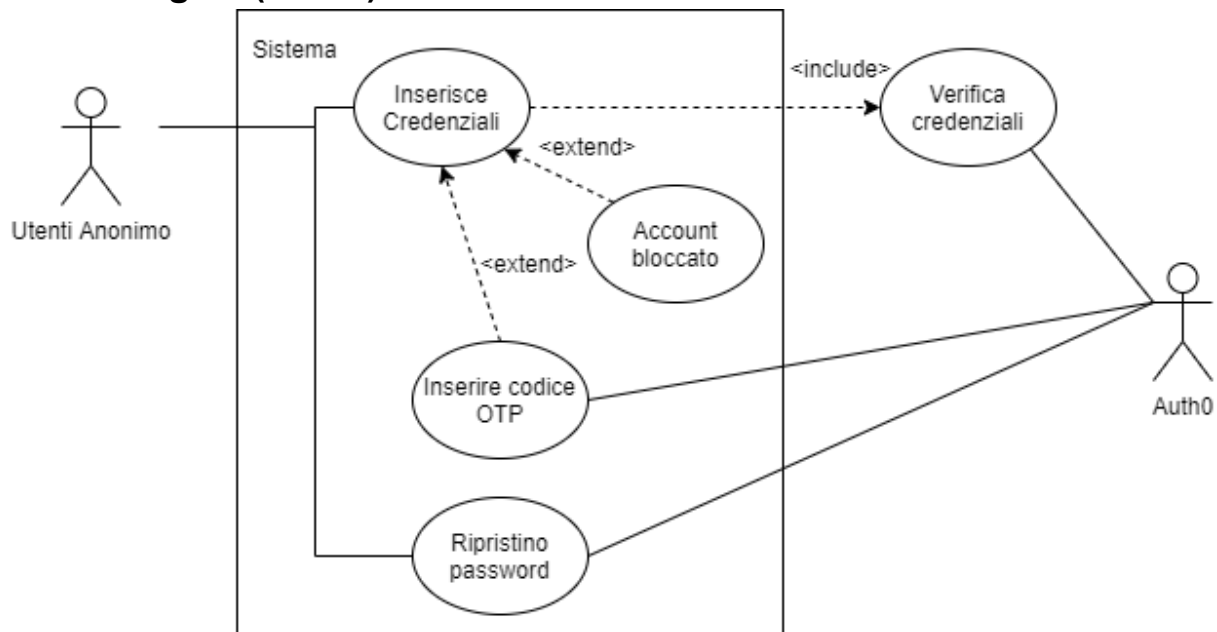 Sistema
<include>
Inserisce
Credenziali
Verifica
credenziali
<extend>
Utenti Anonimo
Account
bloccato
<extend>
Inserire codice
OTP
Auth0
Ripristino
password